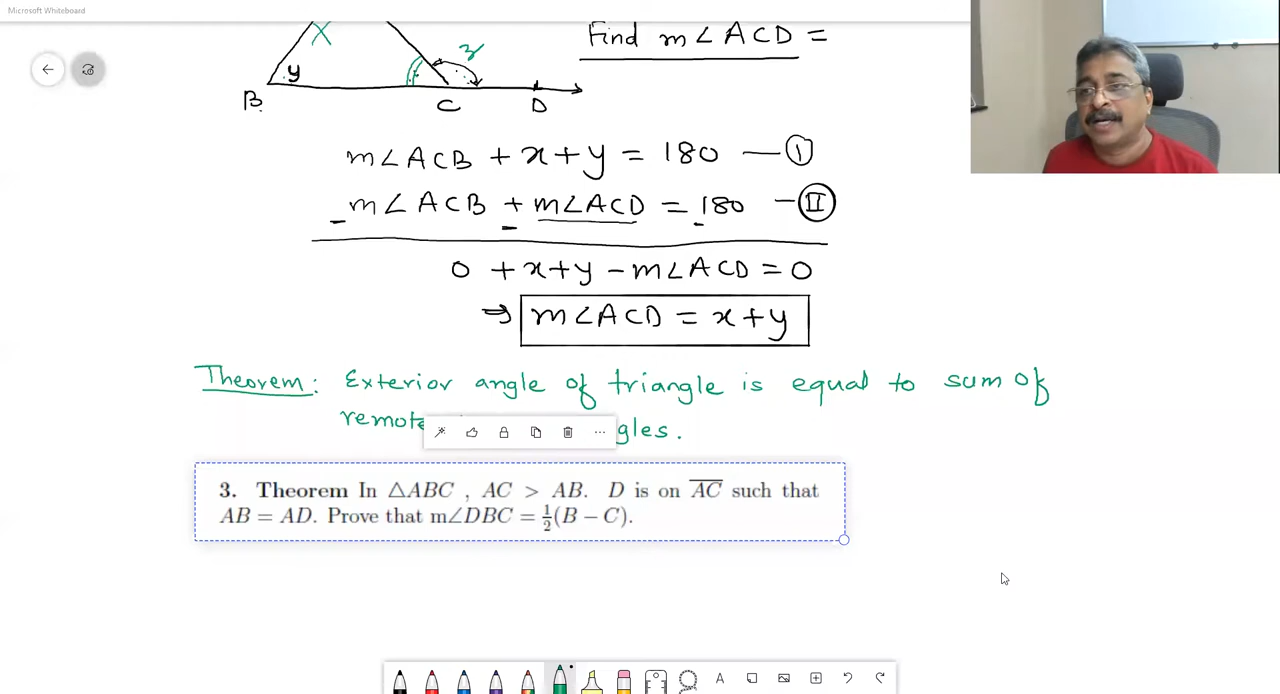 Microsoft Whiteboard
Find m∠ACD =
x
y
z
B
C
D
m∠ACB + x + y = 180 — I
m∠ACB + m∠ACD = 180 — II
0 + x + y − m∠ACD = 0
⇒ m∠ACD = x + y
Theorem: Exterior angle of triangle is equal to sum of
remote gles.
3. Theorem In △ABC , AC > AB. D is on AC such that
AB = AD. Prove that m∠DBC = ½(B − C).
A